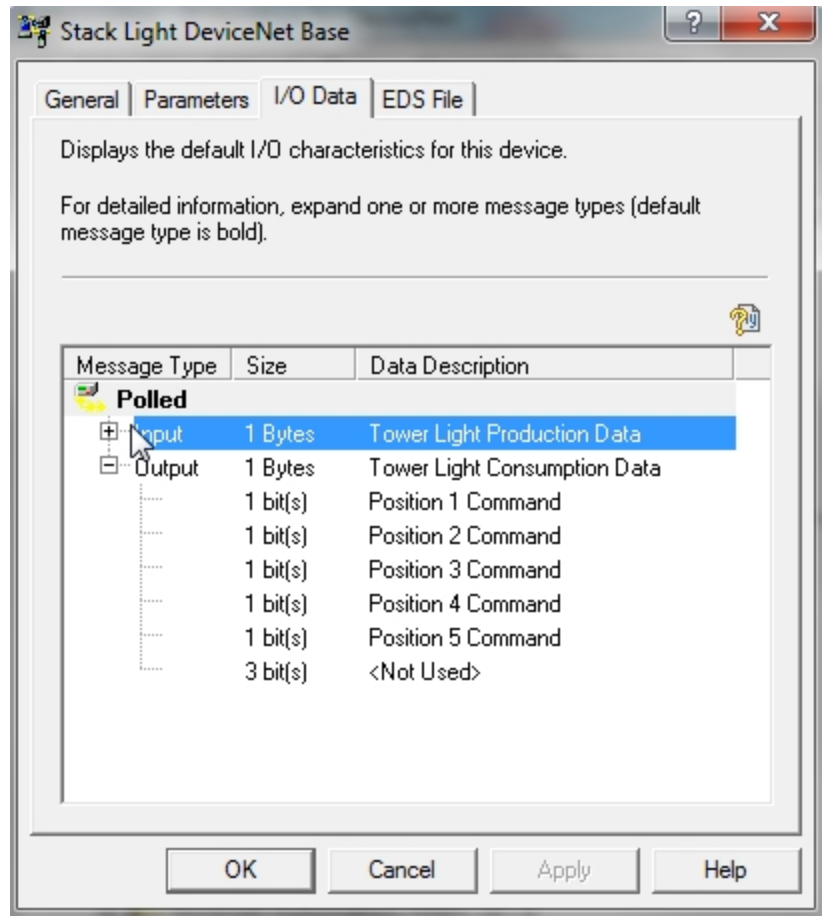 Stack Light DeviceNet Base
General Parameters I/O Data EDS File
Displays the default I/O characteristics for this device.
For detailed information, expand one or more message types (default
message type is bold).
Message Type Size Data Description
Polled
Input 1 Bytes Tower Light Production Data
Output 1 Bytes Tower Light Consumption Data
1 bit(s) Position 1 Command
1 bit(s) Position 2 Command
1 bit(s) Position 3 Command
1 bit(s) Position 4 Command
1 bit(s) Position 5 Command
3 bit(s) <Not Used>
OK Cancel Apply Help